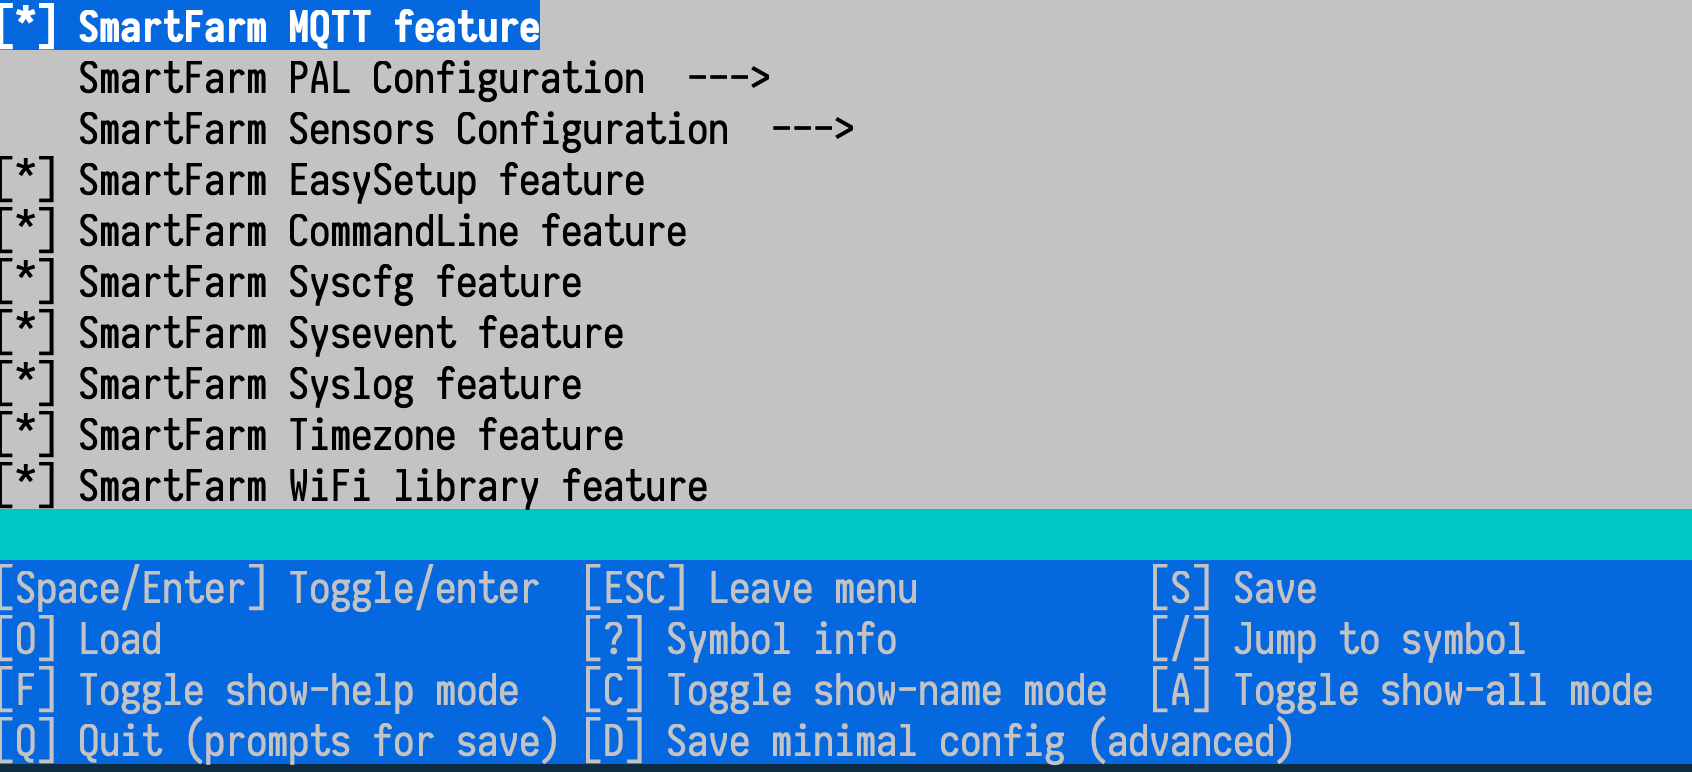 [*] SmartFarm MQTT feature
SmartFarm PAL Configuration  --->
SmartFarm Sensors Configuration  --->
[*] SmartFarm EasySetup feature
[*] SmartFarm CommandLine feature
[*] SmartFarm Syscfg feature
[*] SmartFarm Sysevent feature
[*] SmartFarm Syslog feature
[*] SmartFarm Timezone feature
[*] SmartFarm WiFi library feature
[Space/Enter] Toggle/enter  [ESC] Leave menu           [S] Save
[O] Load                    [?] Symbol info            [/] Jump to symbol
[F] Toggle show-help mode   [C] Toggle show-name mode  [A] Toggle show-all mode
[Q] Quit (prompts for save) [D] Save minimal config (advanced)